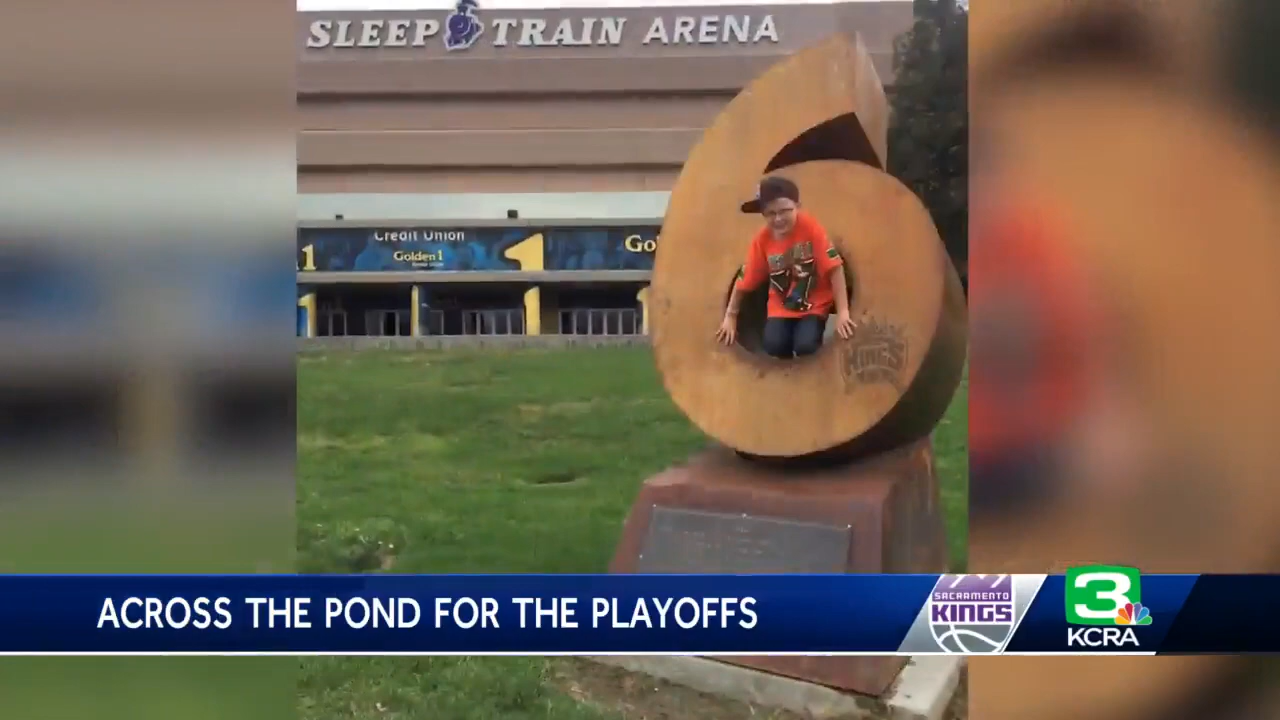 SLEEP TRAIN ARENA
Credit Union
1
Golden 1
1
Go
KINGS
ACROSS THE POND FOR THE PLAYOFFS
SACRAMENTO
KINGS
3
KCRA